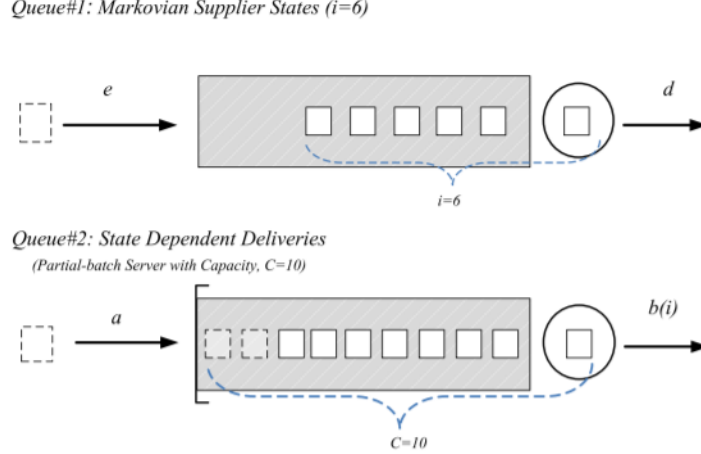 Queue#1: Markovian Supplier States (i=6)
e
d
i=6
Queue#2: State Dependent Deliveries
(Partial-batch Server with Capacity, C=10)
a
b(i)
C=10